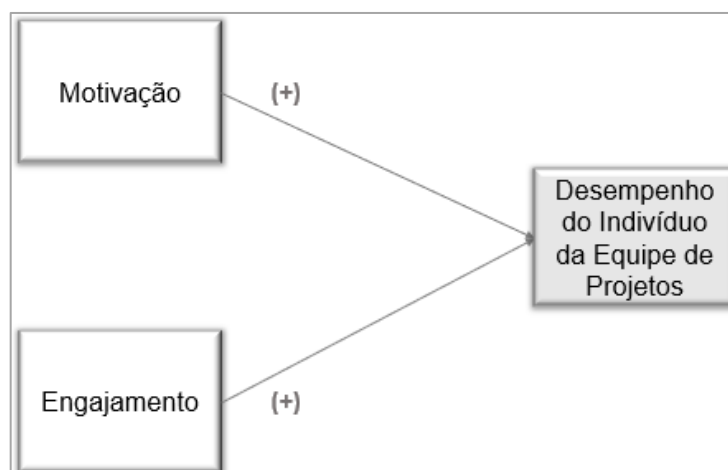 Motivação
(+)
Desempenho
do Indivíduo
da Equipe de
Projetos
Engajamento
(+)